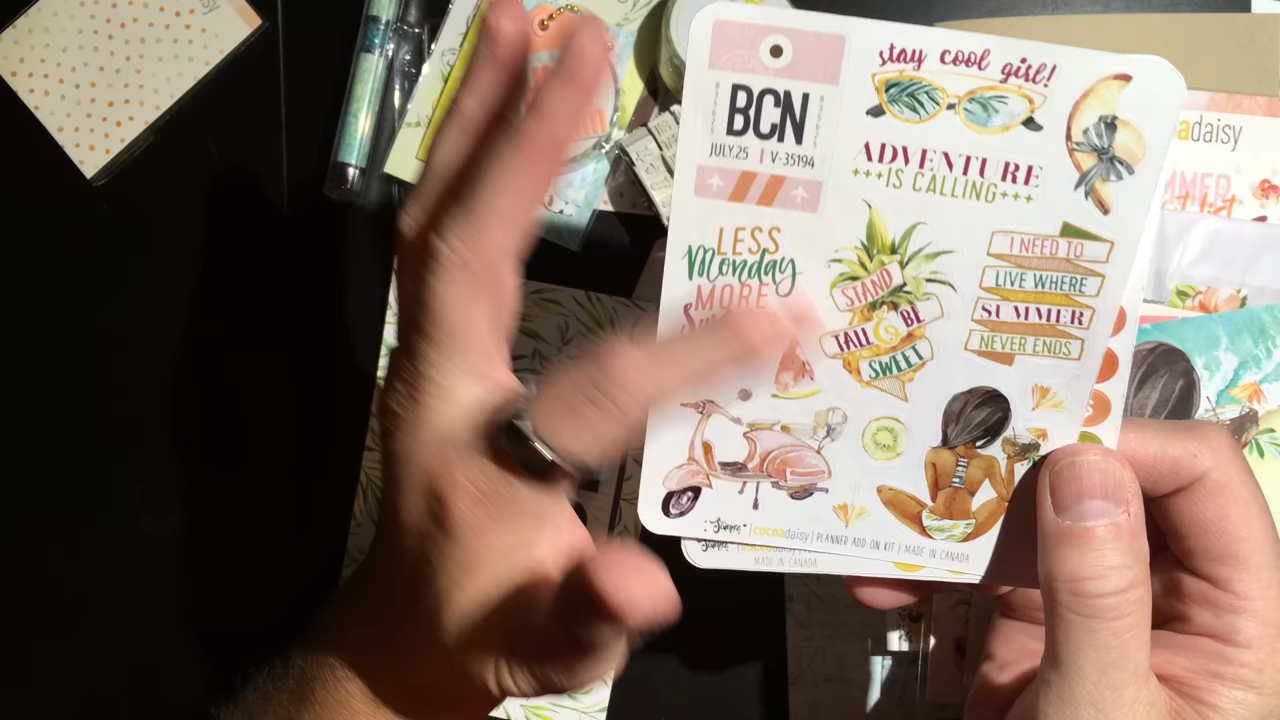 daisy
stay cool girl!
BCN
JULY.25 | V-35194
ADVENTURE
+++IS CALLING+++
LESS
Monday
MORE
STAND
TALL & BE
SWEET
I NEED TO
LIVE WHERE
SUMMER
NEVER ENDS
cocoadaisy | PLANNER ADD ON KIT | MADE IN CANADA
MADE IN CANADA
adaisy